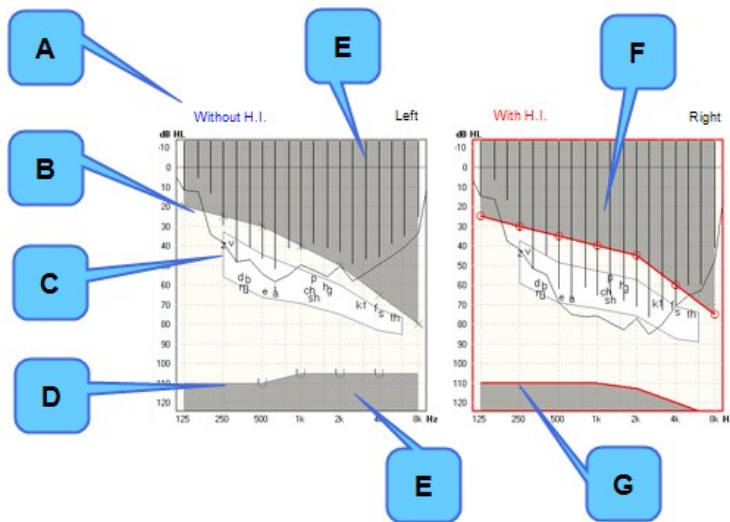 A
E
F
Without H.I. Left
With H.I. Right
dB HL
dB HL
B
C
D
-10
0
10
20
30
40
50
60
70
80
90
100
110
120
z v
d b
n g
e a
p
h g
ch
sh
k t
f
s
th
125 250 500 1k 2k 4k 8k Hz
-10
0
10
20
30
40
50
60
70
80
90
100
110
120
d b
e a
p
h g
ch
sh
k t
f
s
th
125 250 500 1k 2k 4k 8k H
E
G